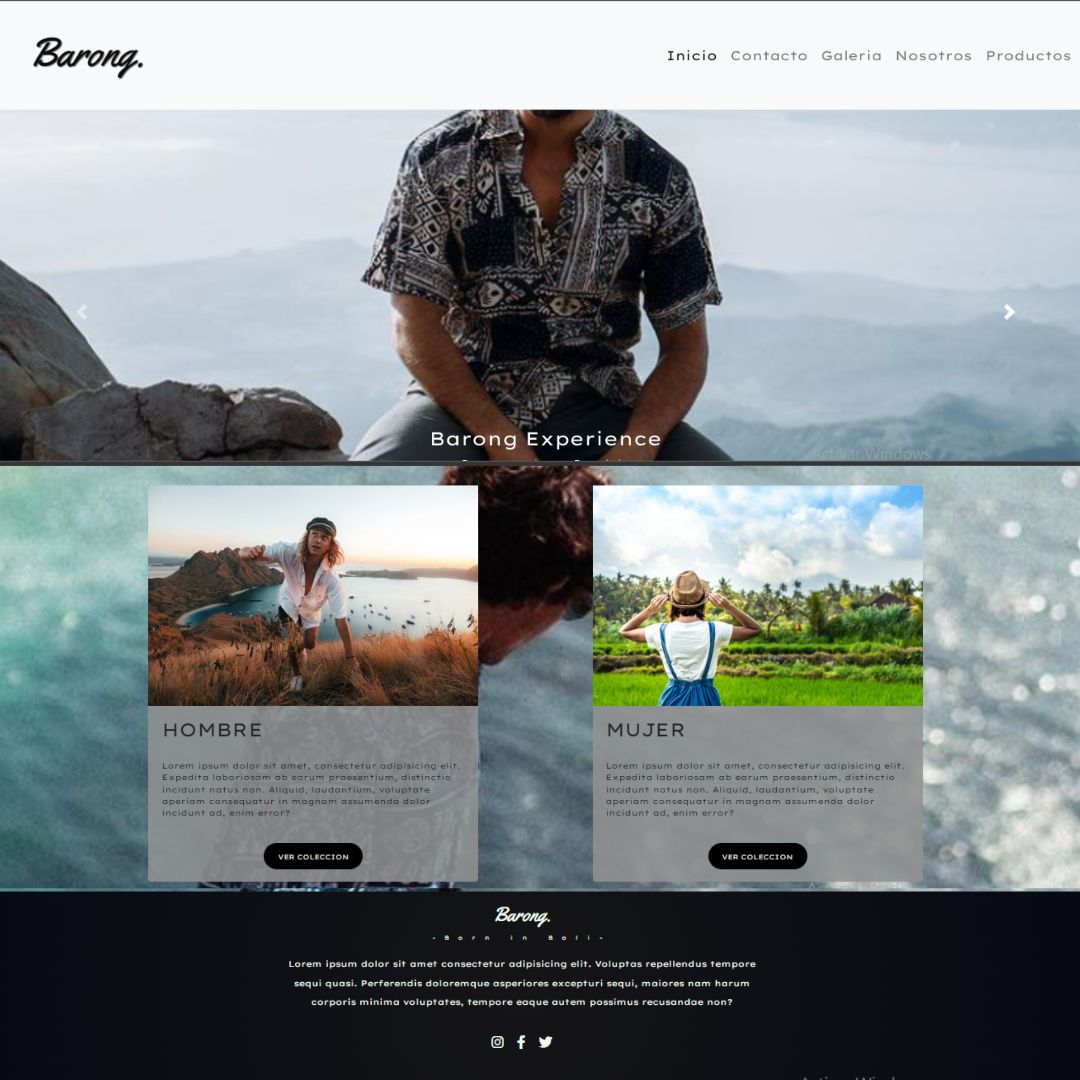 Barong.
Inicio Contacto Galeria Nosotros Productos
Barong Experience
Activar Windows
HOMBRE
Lorem ipsum dolor sit amet, consectetur adipisicing elit.
Expedita laboriosam ab earum praesentium, distinctio
incidunt natus non. Aliquid, laudantium, voluptate
aperiam consequatur in magnam assumenda dolor
incidunt ad, enim error?
VER COLECCION
MUJER
Lorem ipsum dolor sit amet, consectetur adipisicing elit.
Expedita laboriosam ab earum praesentium, distinctio
incidunt natus non. Aliquid, laudantium, voluptate
aperiam consequatur in magnam assumenda dolor
incidunt ad, enim error?
VER COLECCION
Barong.
-Born in Bali-
Lorem ipsum dolor sit amet consectetur adipisicing elit. Voluptas repellendus tempore
sequi quasi. Perferendis doloremque asperiores excepturi sequi, maiores nam harum
corporis minima voluptates, tempore eaque autem possimus recusandae non?